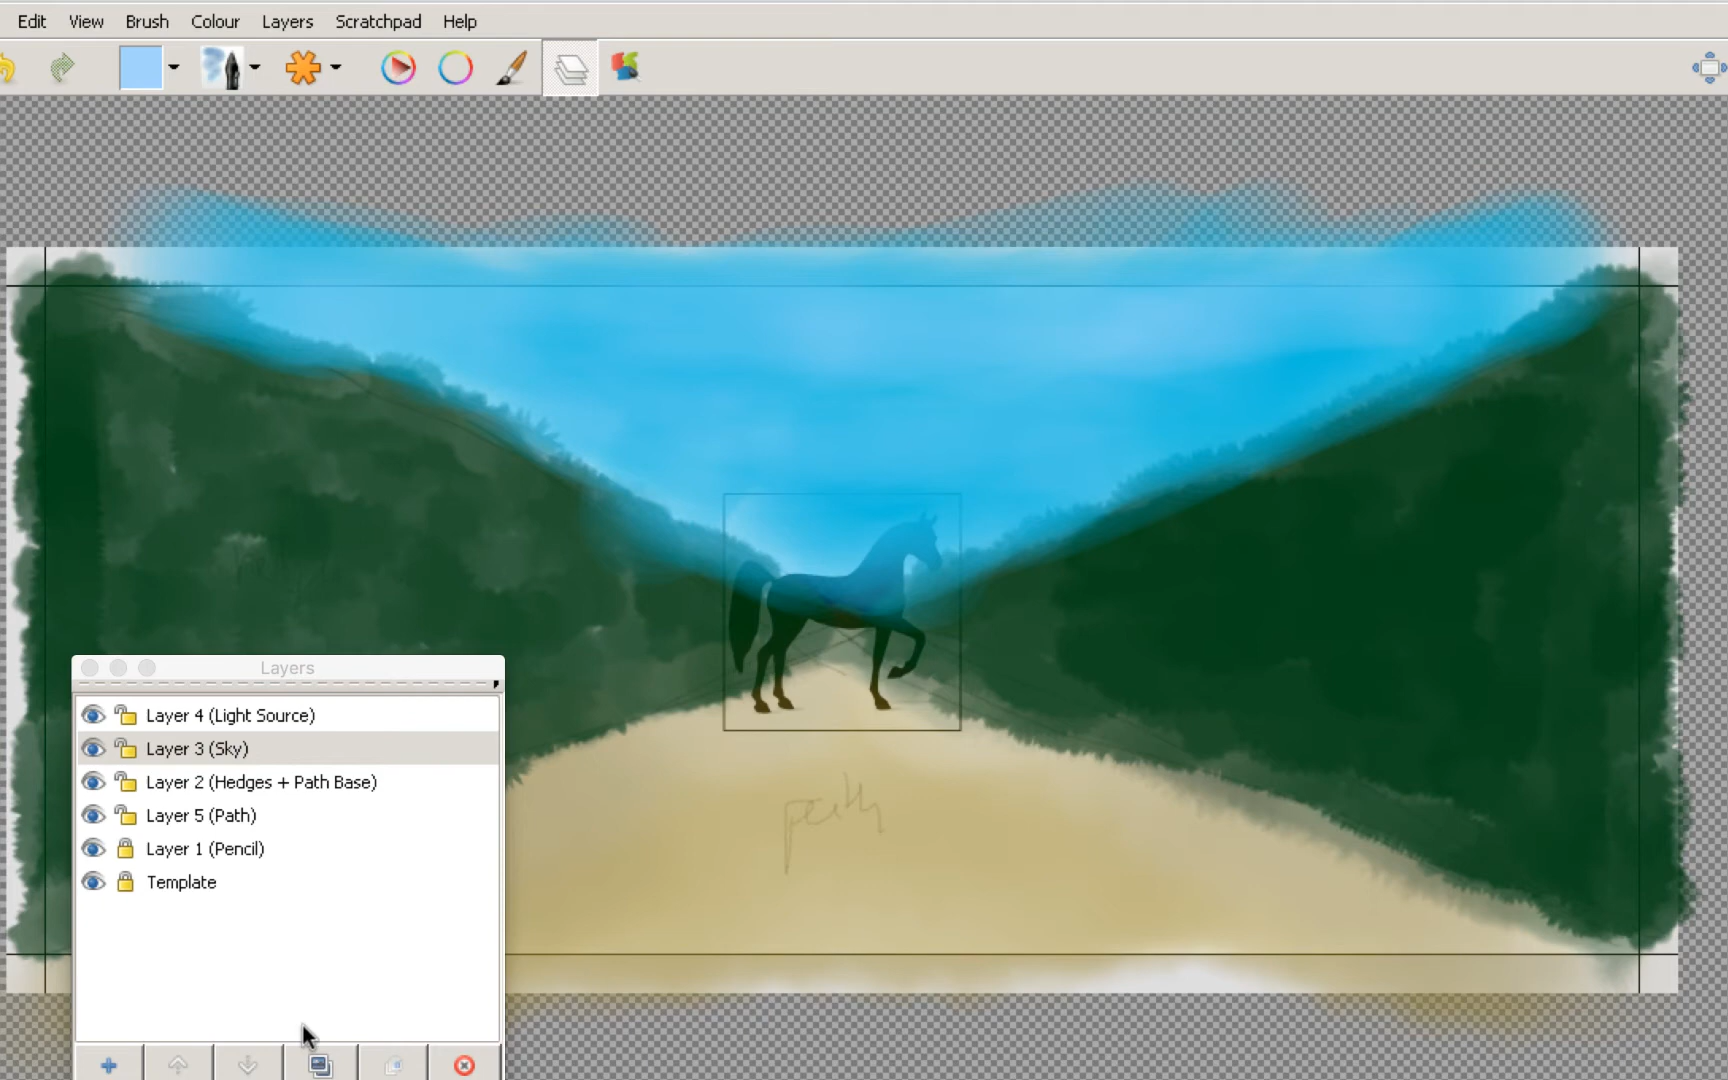 Edit View Brush Colour Layers Scratchpad Help
path
Layers
Layer 4 (Light Source)
Layer 3 (Sky)
Layer 2 (Hedges + Path Base)
Layer 5 (Path)
Layer 1 (Pencil)
Template